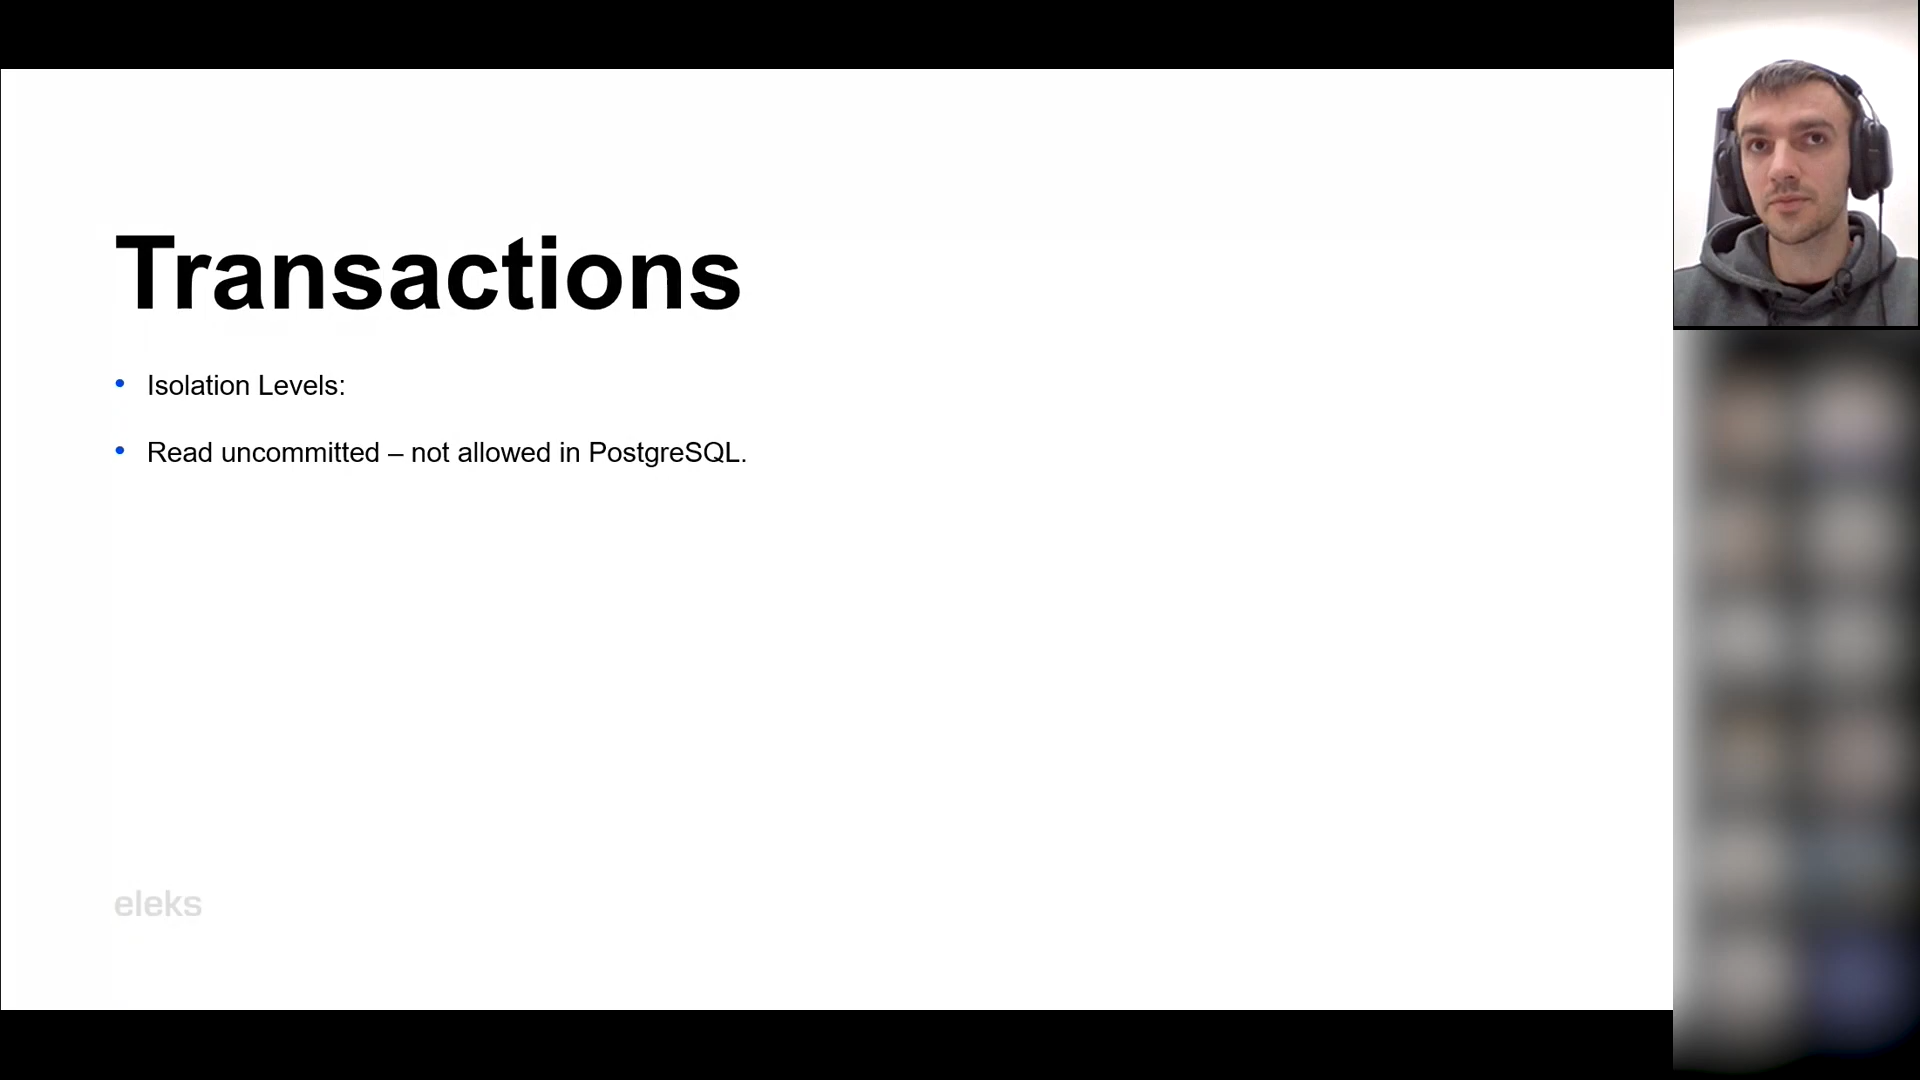 Transactions
Isolation Levels:
Read uncommitted – not allowed in PostgreSQL.
eleks